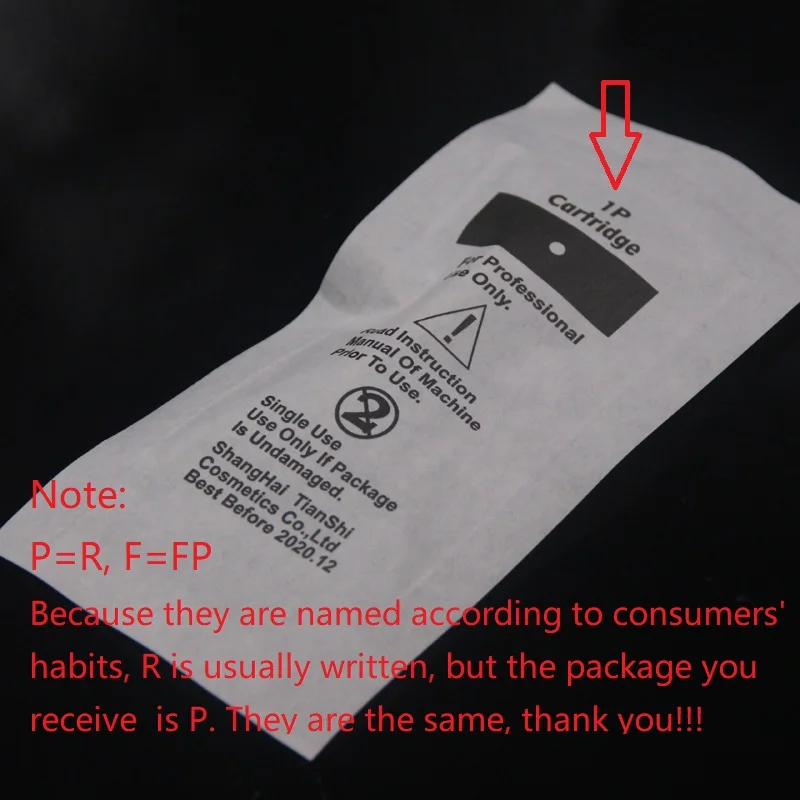 1P
Cartridge
For Professional
Use Only.
Read Instruction
Manual Of Machine
Prior To Use.
2
Single Use
Use Only If Package
Is Undamaged.
ShangHai TianShi
Cosmetics Co.,Ltd
Best Before 2020.12
Note:
P=R, F=FP
Because they are named according to consumers'
habits, R is usually written, but the package you
receive is P. They are the same, thank you!!!